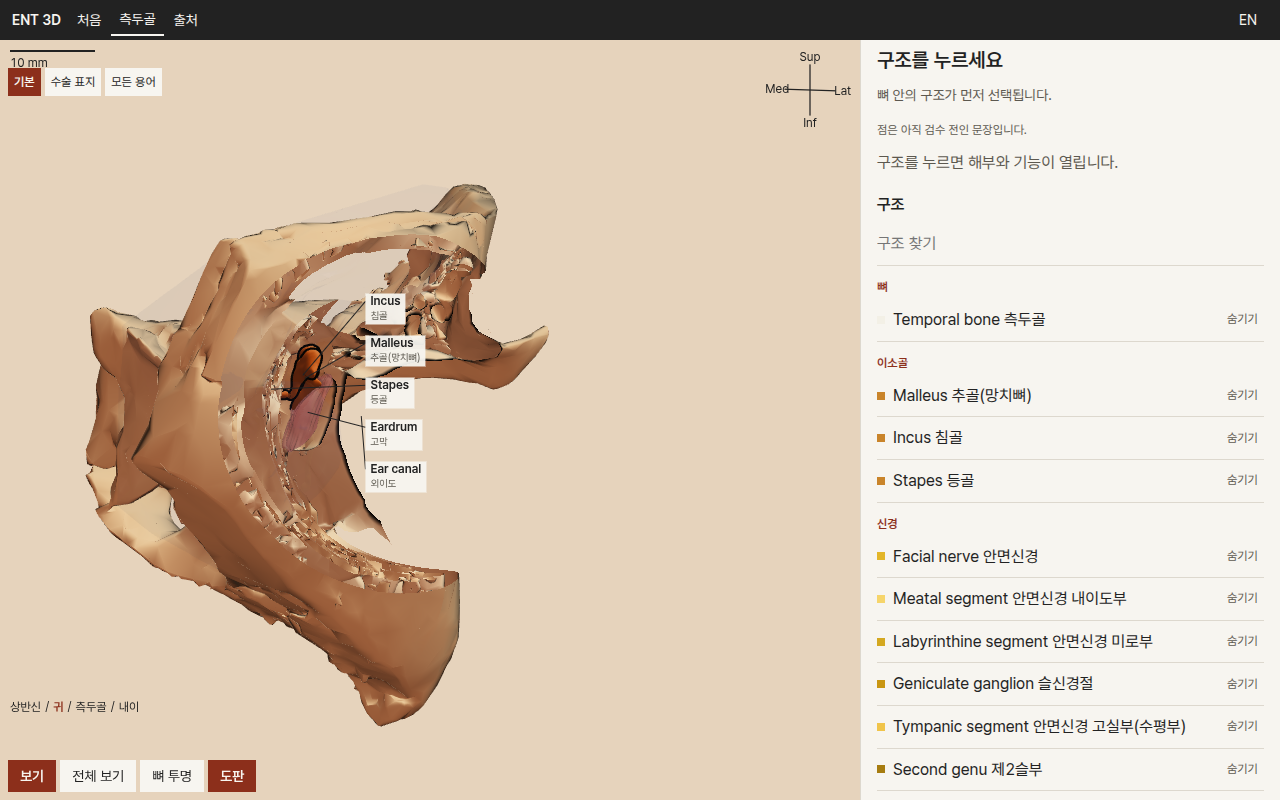 ENT 3D 처음 측두골 출처 EN
10 mm
기본 수술 표지 모든 용어
Sup
Med Lat
Inf
Incus
침골
Malleus
추골(망치뼈)
Stapes
등골
Eardrum
고막
Ear canal
외이도
상반신 / 귀 / 측두골 / 내이
보기 전체 보기 뼈 투명 도판
구조를 누르세요
뼈 안의 구조가 먼저 선택됩니다.
점은 아직 검수 전인 문장입니다.
구조를 누르면 해부와 기능이 열립니다.
구조
구조 찾기
뼈
Temporal bone 측두골 숨기기
이소골
Malleus 추골(망치뼈) 숨기기
Incus 침골 숨기기
Stapes 등골 숨기기
신경
Facial nerve 안면신경 숨기기
Meatal segment 안면신경 내이도부 숨기기
Labyrinthine segment 안면신경 미로부 숨기기
Geniculate ganglion 슬신경절 숨기기
Tympanic segment 안면신경 고실부(수평부) 숨기기
Second genu 제2슬부 숨기기